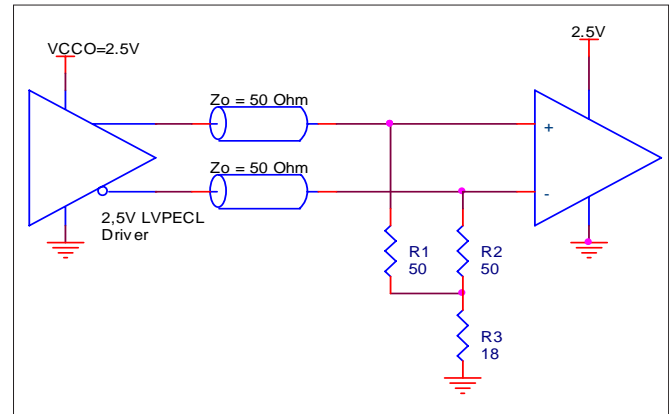 VCCO=2.5V
2.5V
Zo = 50 Ohm
+
Zo = 50 Ohm
-
2,5V LVPECL
Driver
R1
50
R2
50
R3
18